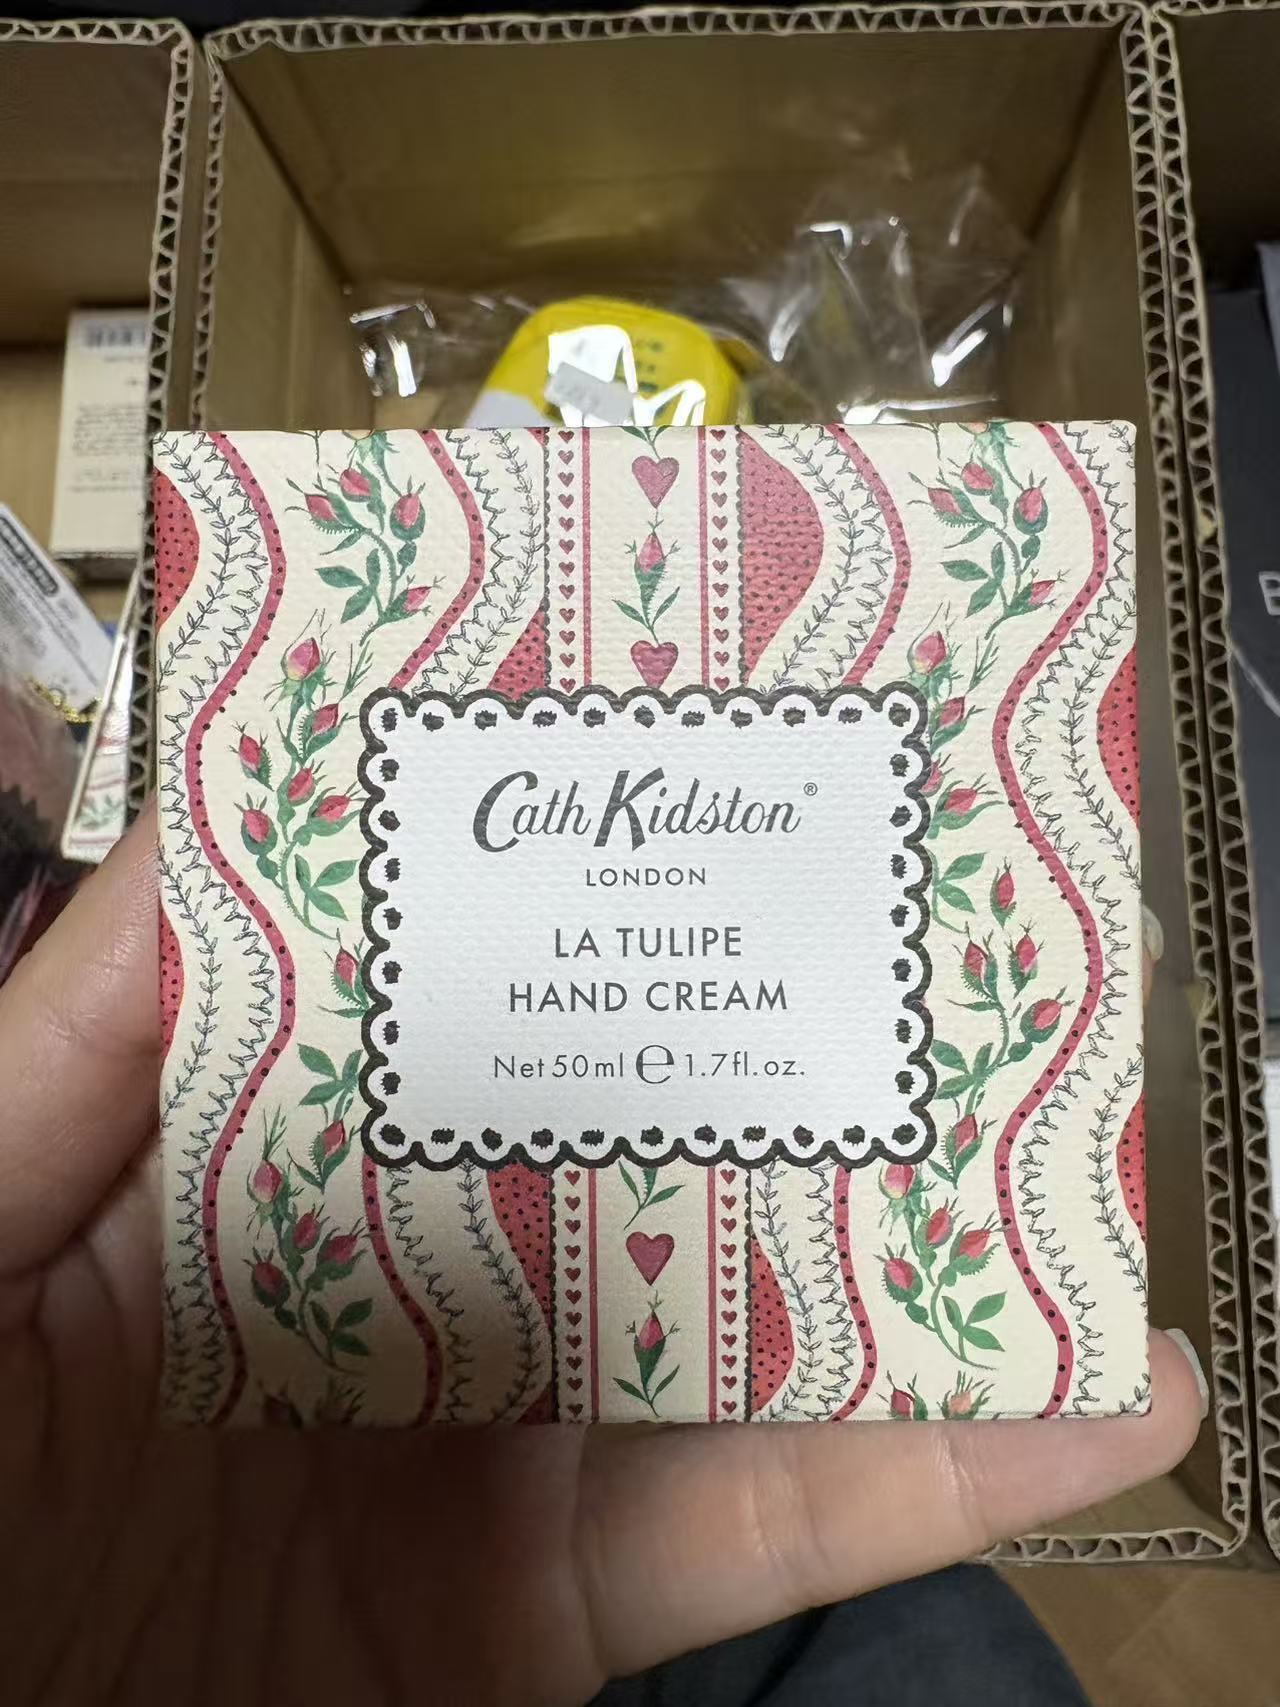 Cath Kidston®
LONDON
LA TULIPE
HAND CREAM
Net 50ml ℮ 1.7fl.oz.